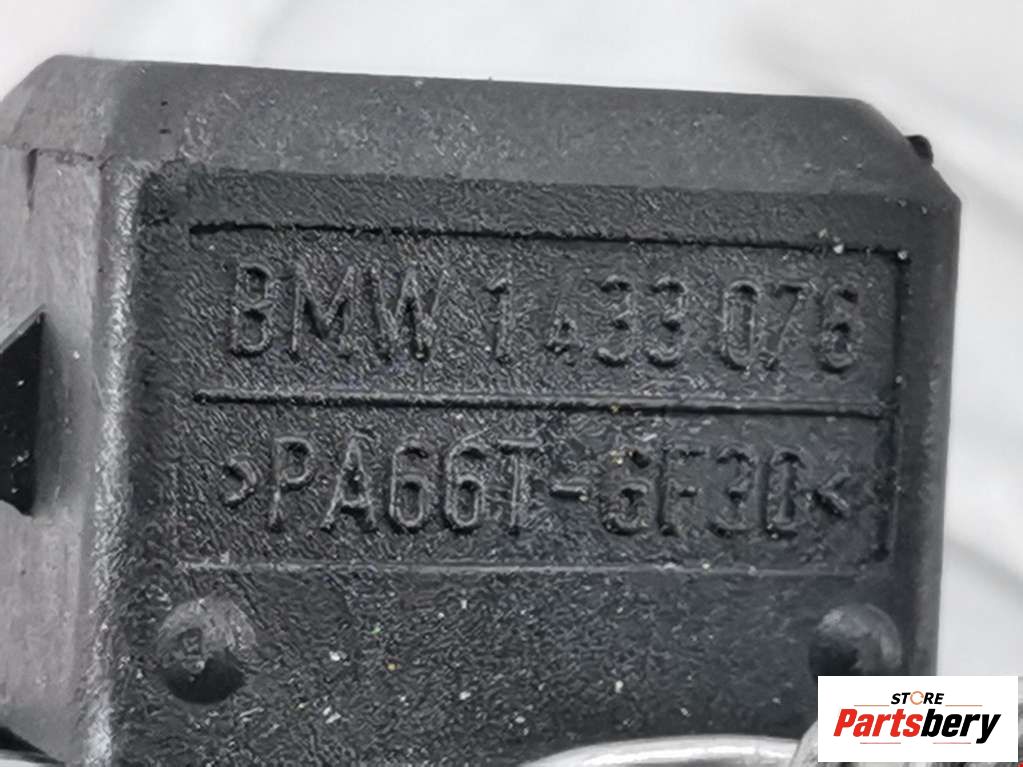 BMW 1 433 076
>PA66T-GF30<
STORE
Partsbery